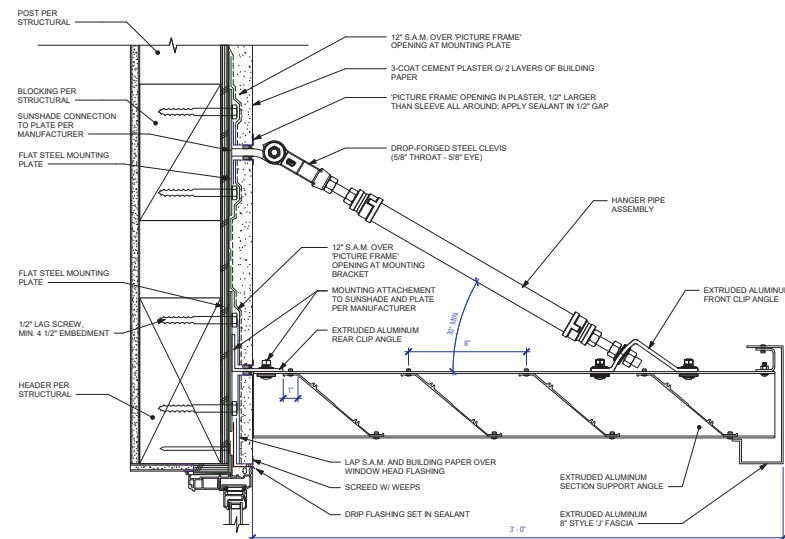 POST PER
STRUCTURAL
12" S.A.M. OVER 'PICTURE FRAME'
OPENING AT MOUNTING PLATE
3-COAT CEMENT PLASTER O/ 2 LAYERS OF BUILDING
PAPER
BLOCKING PER
STRUCTURAL
'PICTURE FRAME' OPENING IN PLASTER, 1/2" LARGER
THAN SLEEVE ALL AROUND; APPLY SEALANT IN 1/2" GAP
SUNSHADE CONNECTION
TO PLATE PER
MANUFACTURER
DROP-FORGED STEEL CLEVIS
(5/8" THROAT - 5/8" EYE)
FLAT STEEL MOUNTING
PLATE
HANGER PIPE
ASSEMBLY
12" S.A.M. OVER
'PICTURE FRAME'
OPENING AT MOUNTING
BRACKET
FLAT STEEL MOUNTING
PLATE
MOUNTING ATTACHEMENT
TO SUNSHADE AND PLATE
PER MANUFACTURER
EXTRUDED ALUMINU
FRONT CLIP ANGLE
1/2" LAG SCREW,
MIN. 4 1/2" EMBEDMENT
EXTRUDED ALUMINUM
REAR CLIP ANGLE
30° MIN.
8"
1"
HEADER PER
STRUCTURAL
LAP S.A.M. AND BUILDING PAPER OVER
WINDOW HEAD FLASHING
SCREED W/ WEEPS
EXTRUDED ALUMINUM
SECTION SUPPORT ANGLE
DRIP FLASHING SET IN SEALANT
EXTRUDED ALUMINUM
8" STYLE 'J' FASCIA
3' - 0"